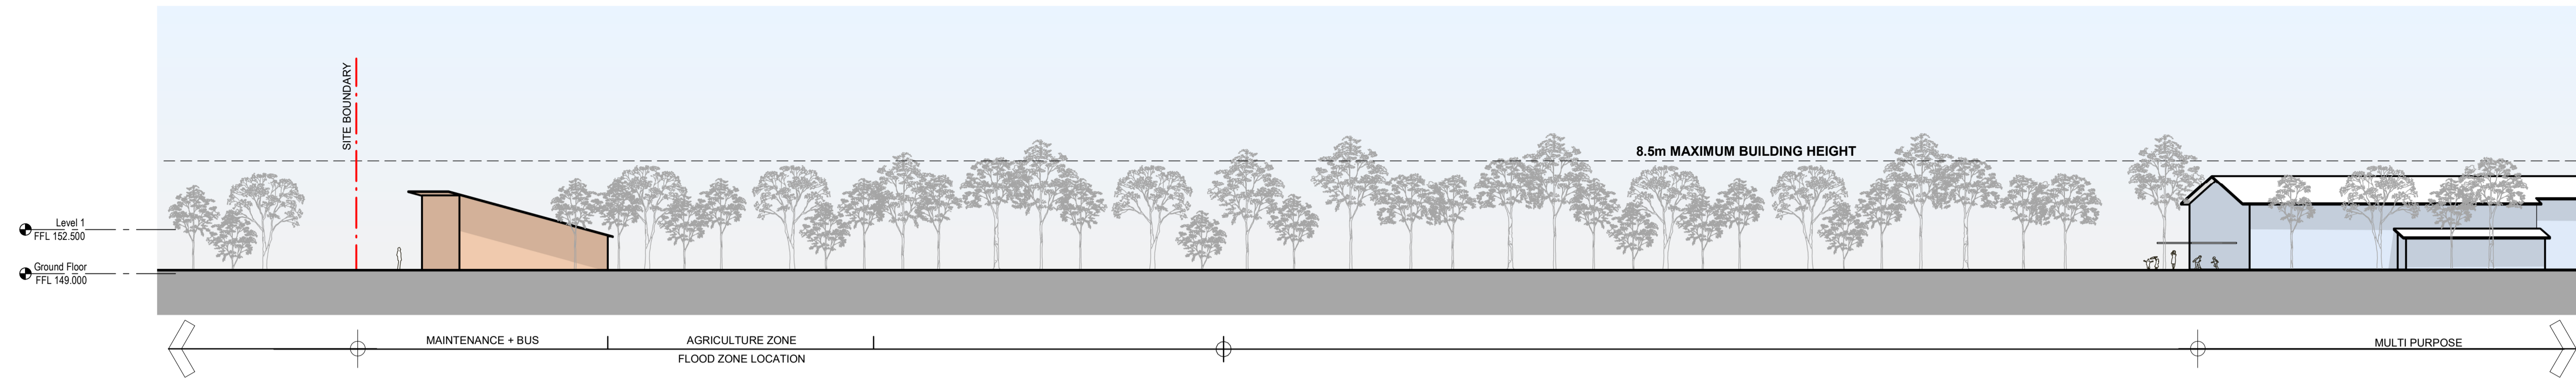 SITE BOUNDARY
8.5m MAXIMUM BUILDING HEIGHT
Level 1
FFL 152.500
Ground Floor
FFL 149.000
MAINTENANCE + BUS
AGRICULTURE ZONE
MULTI PURPOSE
FLOOD ZONE LOCATION